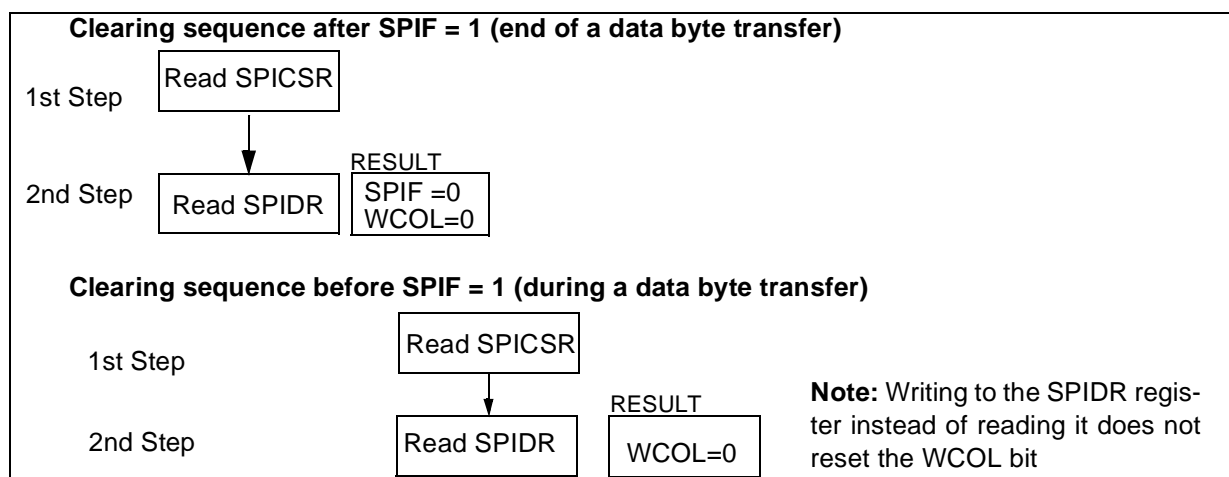 Clearing sequence after SPIF = 1 (end of a data byte transfer)
1st Step
Read SPICSR
2nd Step
Read SPIDR
RESULT
SPIF =0
WCOL=0
Clearing sequence before SPIF = 1 (during a data byte transfer)
1st Step
Read SPICSR
2nd Step
Read SPIDR
RESULT
WCOL=0
Note: Writing to the SPIDR regis-
ter instead of reading it does not
reset the WCOL bit